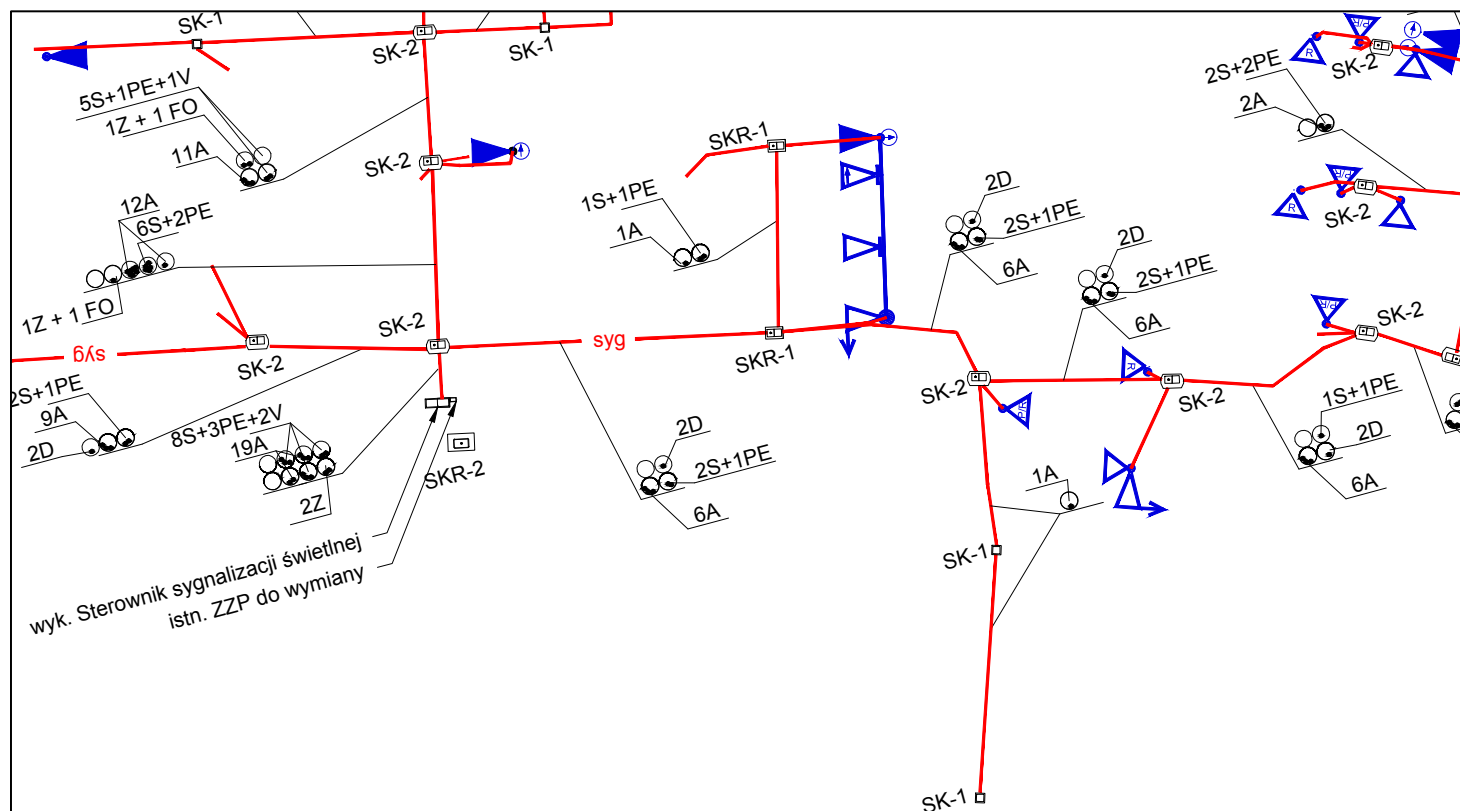 SK-1
SK-2
SK-1
5S+1PE+1V
1Z + 1 FO
11A
SK-2
12A
6S+2PE
1Z + 1 FO
syg
SK-2
SK-2
2S+1PE
9A
2D
8S+3PE+2V
19A
2Z
SKR-2
wyk. Sterownik sygnalizacji świetlnej
istn. ZZP do wymiany
SKR-1
1S+1PE
1A
syg
SKR-1
2D
2S+1PE
6A
2D
2S+1PE
6A
SK-2
P/R
2D
2S+1PE
6A
R
SK-2
1A
SK-1
SK-1
2S+2PE
2A
R
P/R
SK-2
R
P/R
SK-2
P/R
SK-2
1S+1PE
2D
6A